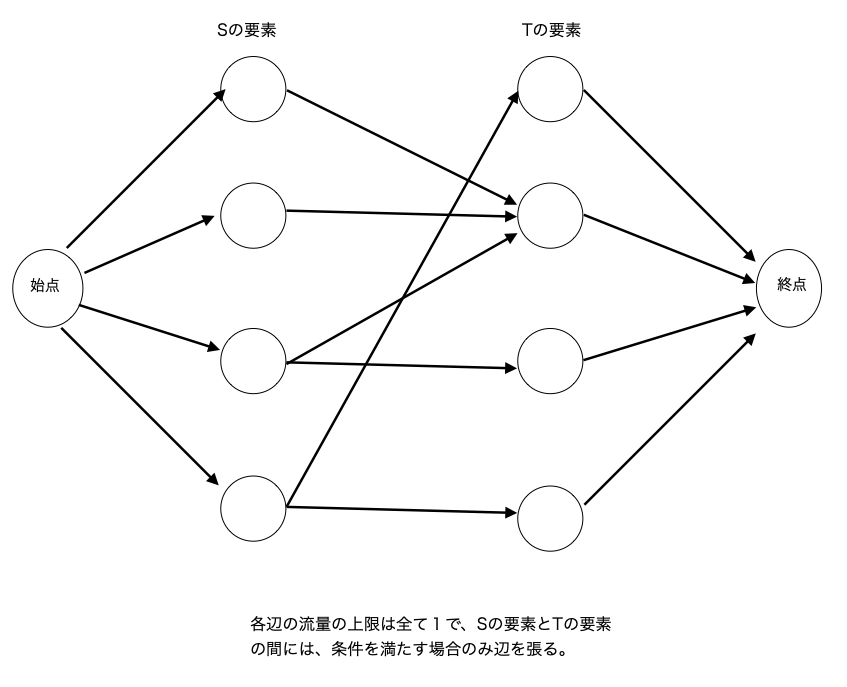 Sの要素
Tの要素
始点
終点
各辺の流量の上限は全て１で、Sの要素とTの要素
の間には、条件を満たす場合のみ辺を張る。